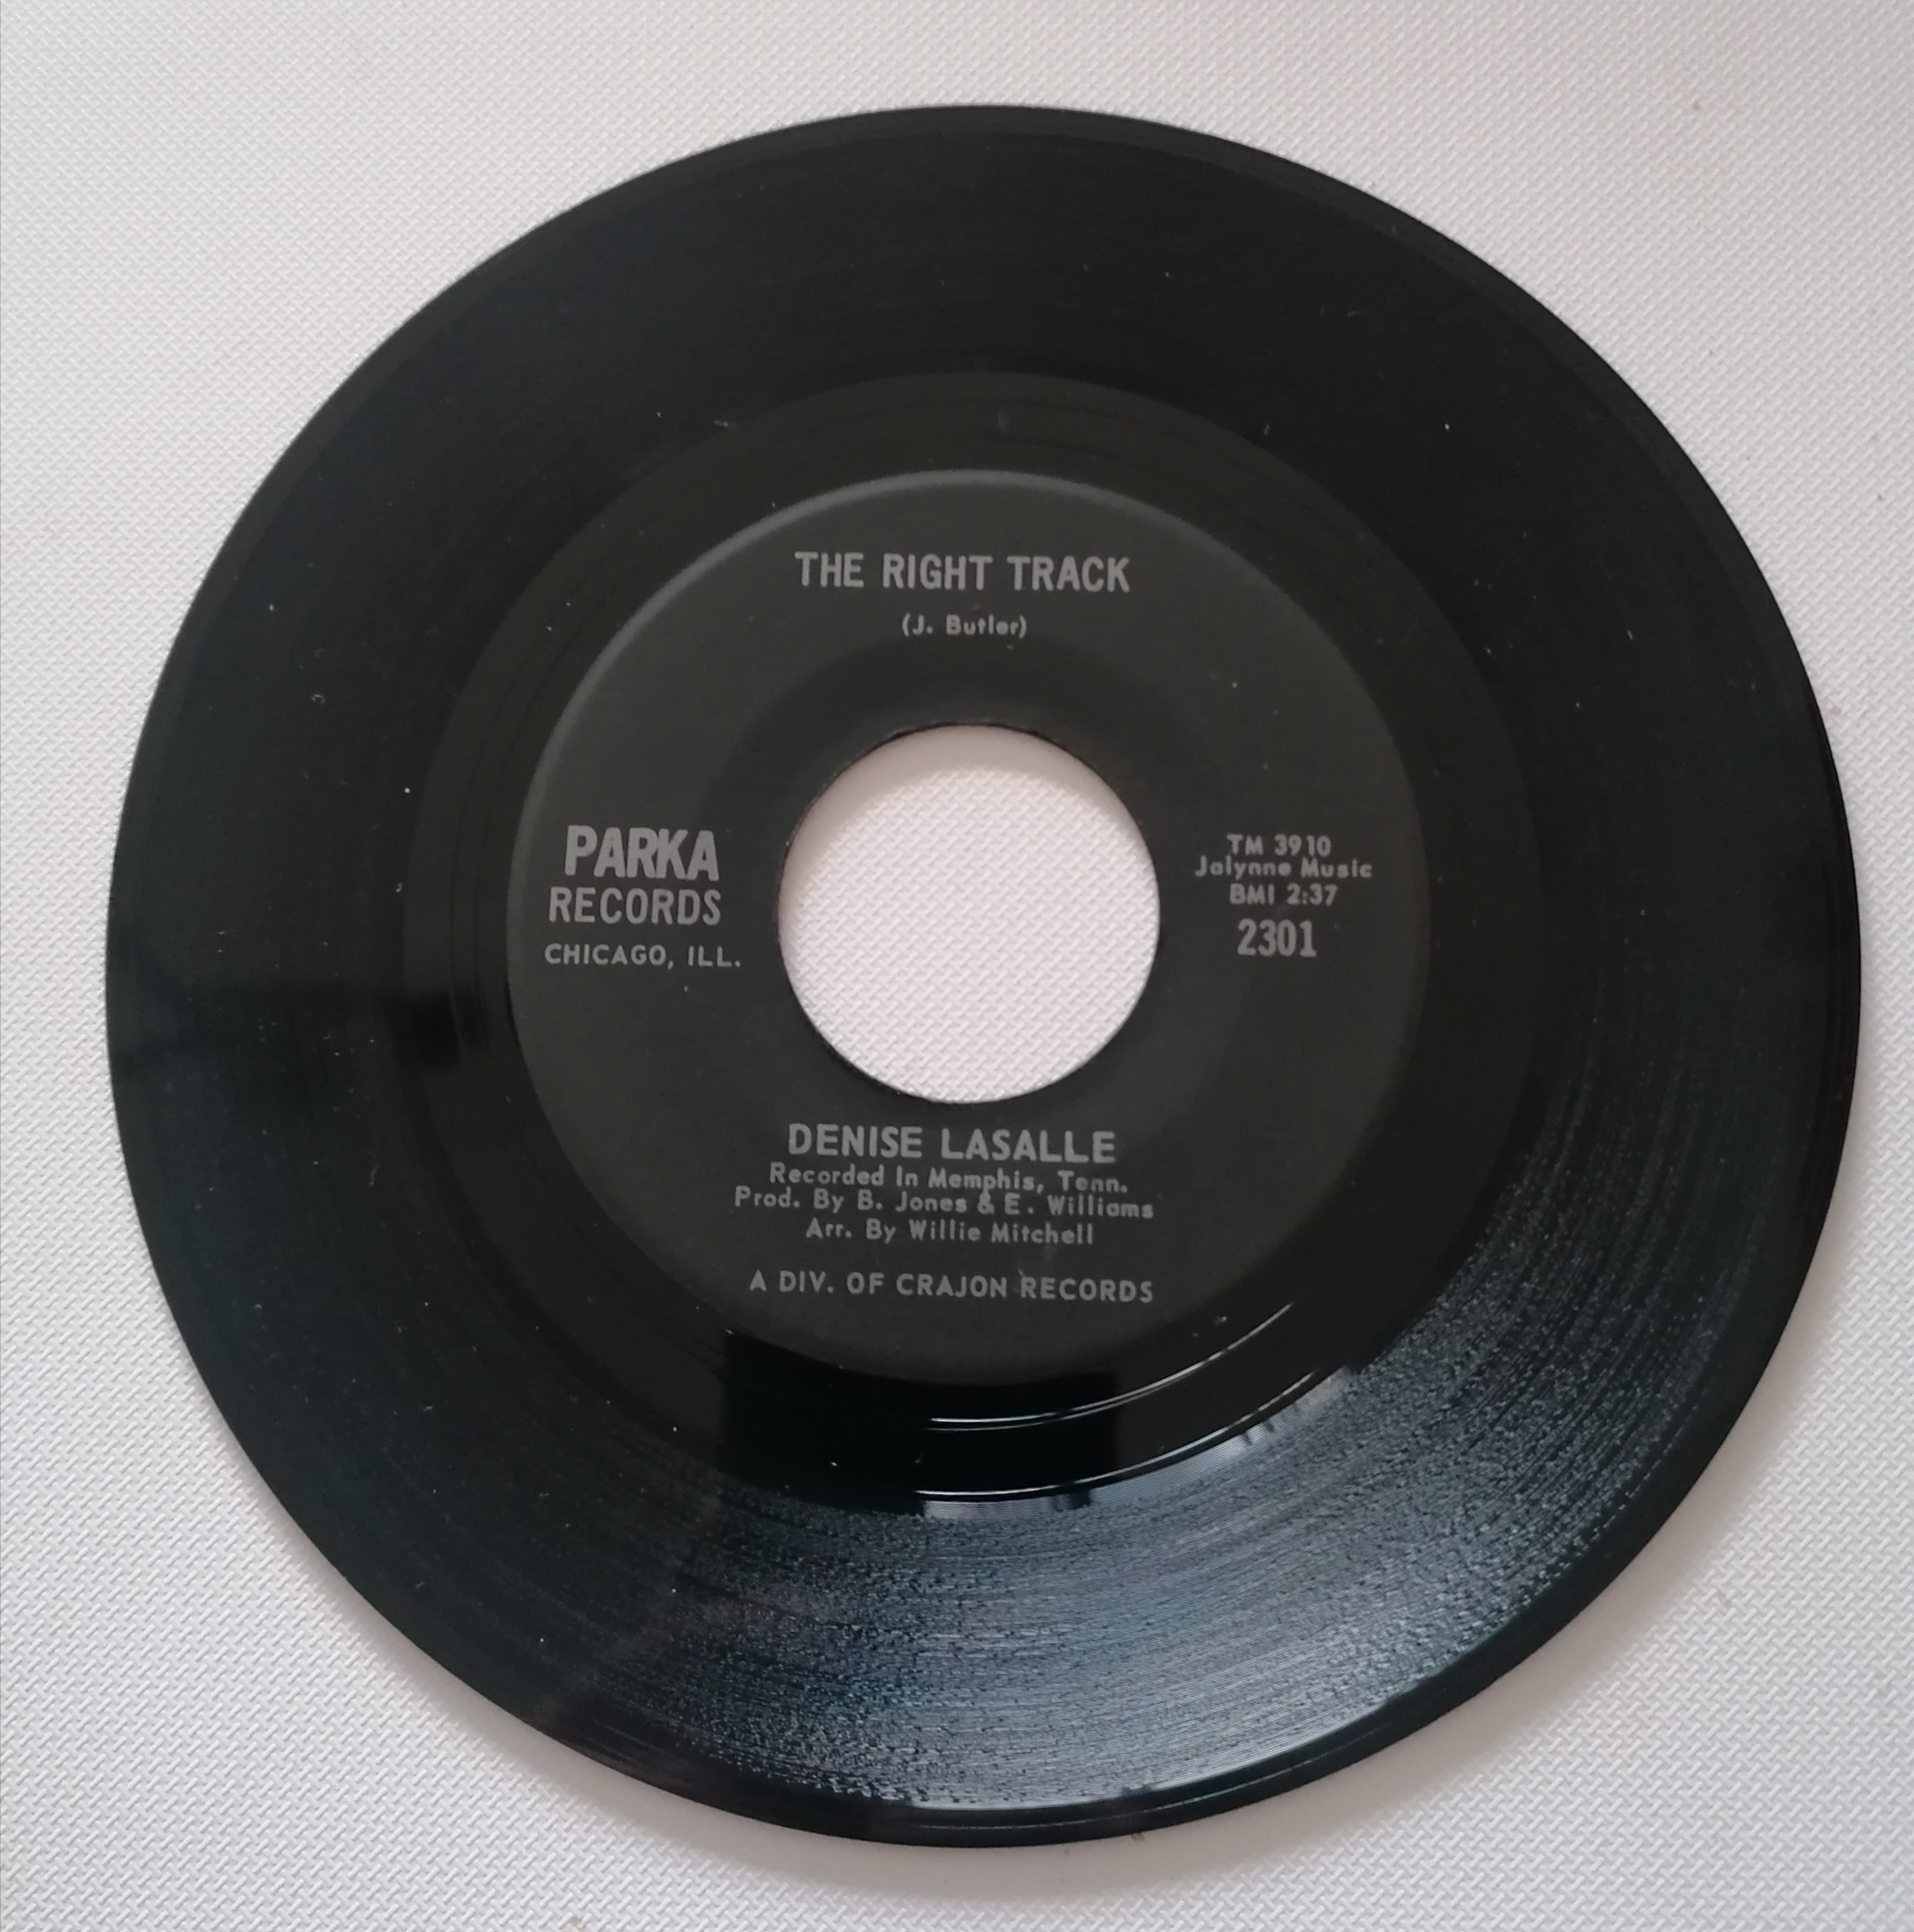 THE RIGHT TRACK
(J. Butler)
PARKA
RECORDS
CHICAGO, ILL.
TM 3910
Jalynne Music
BMI 2:37
2301
DENISE LASALLE
Recorded In Memphis, Tenn.
Prod. By B. Jones & E. Williams
Arr. By Willie Mitchell
A DIV. OF CRAJON RECORDS